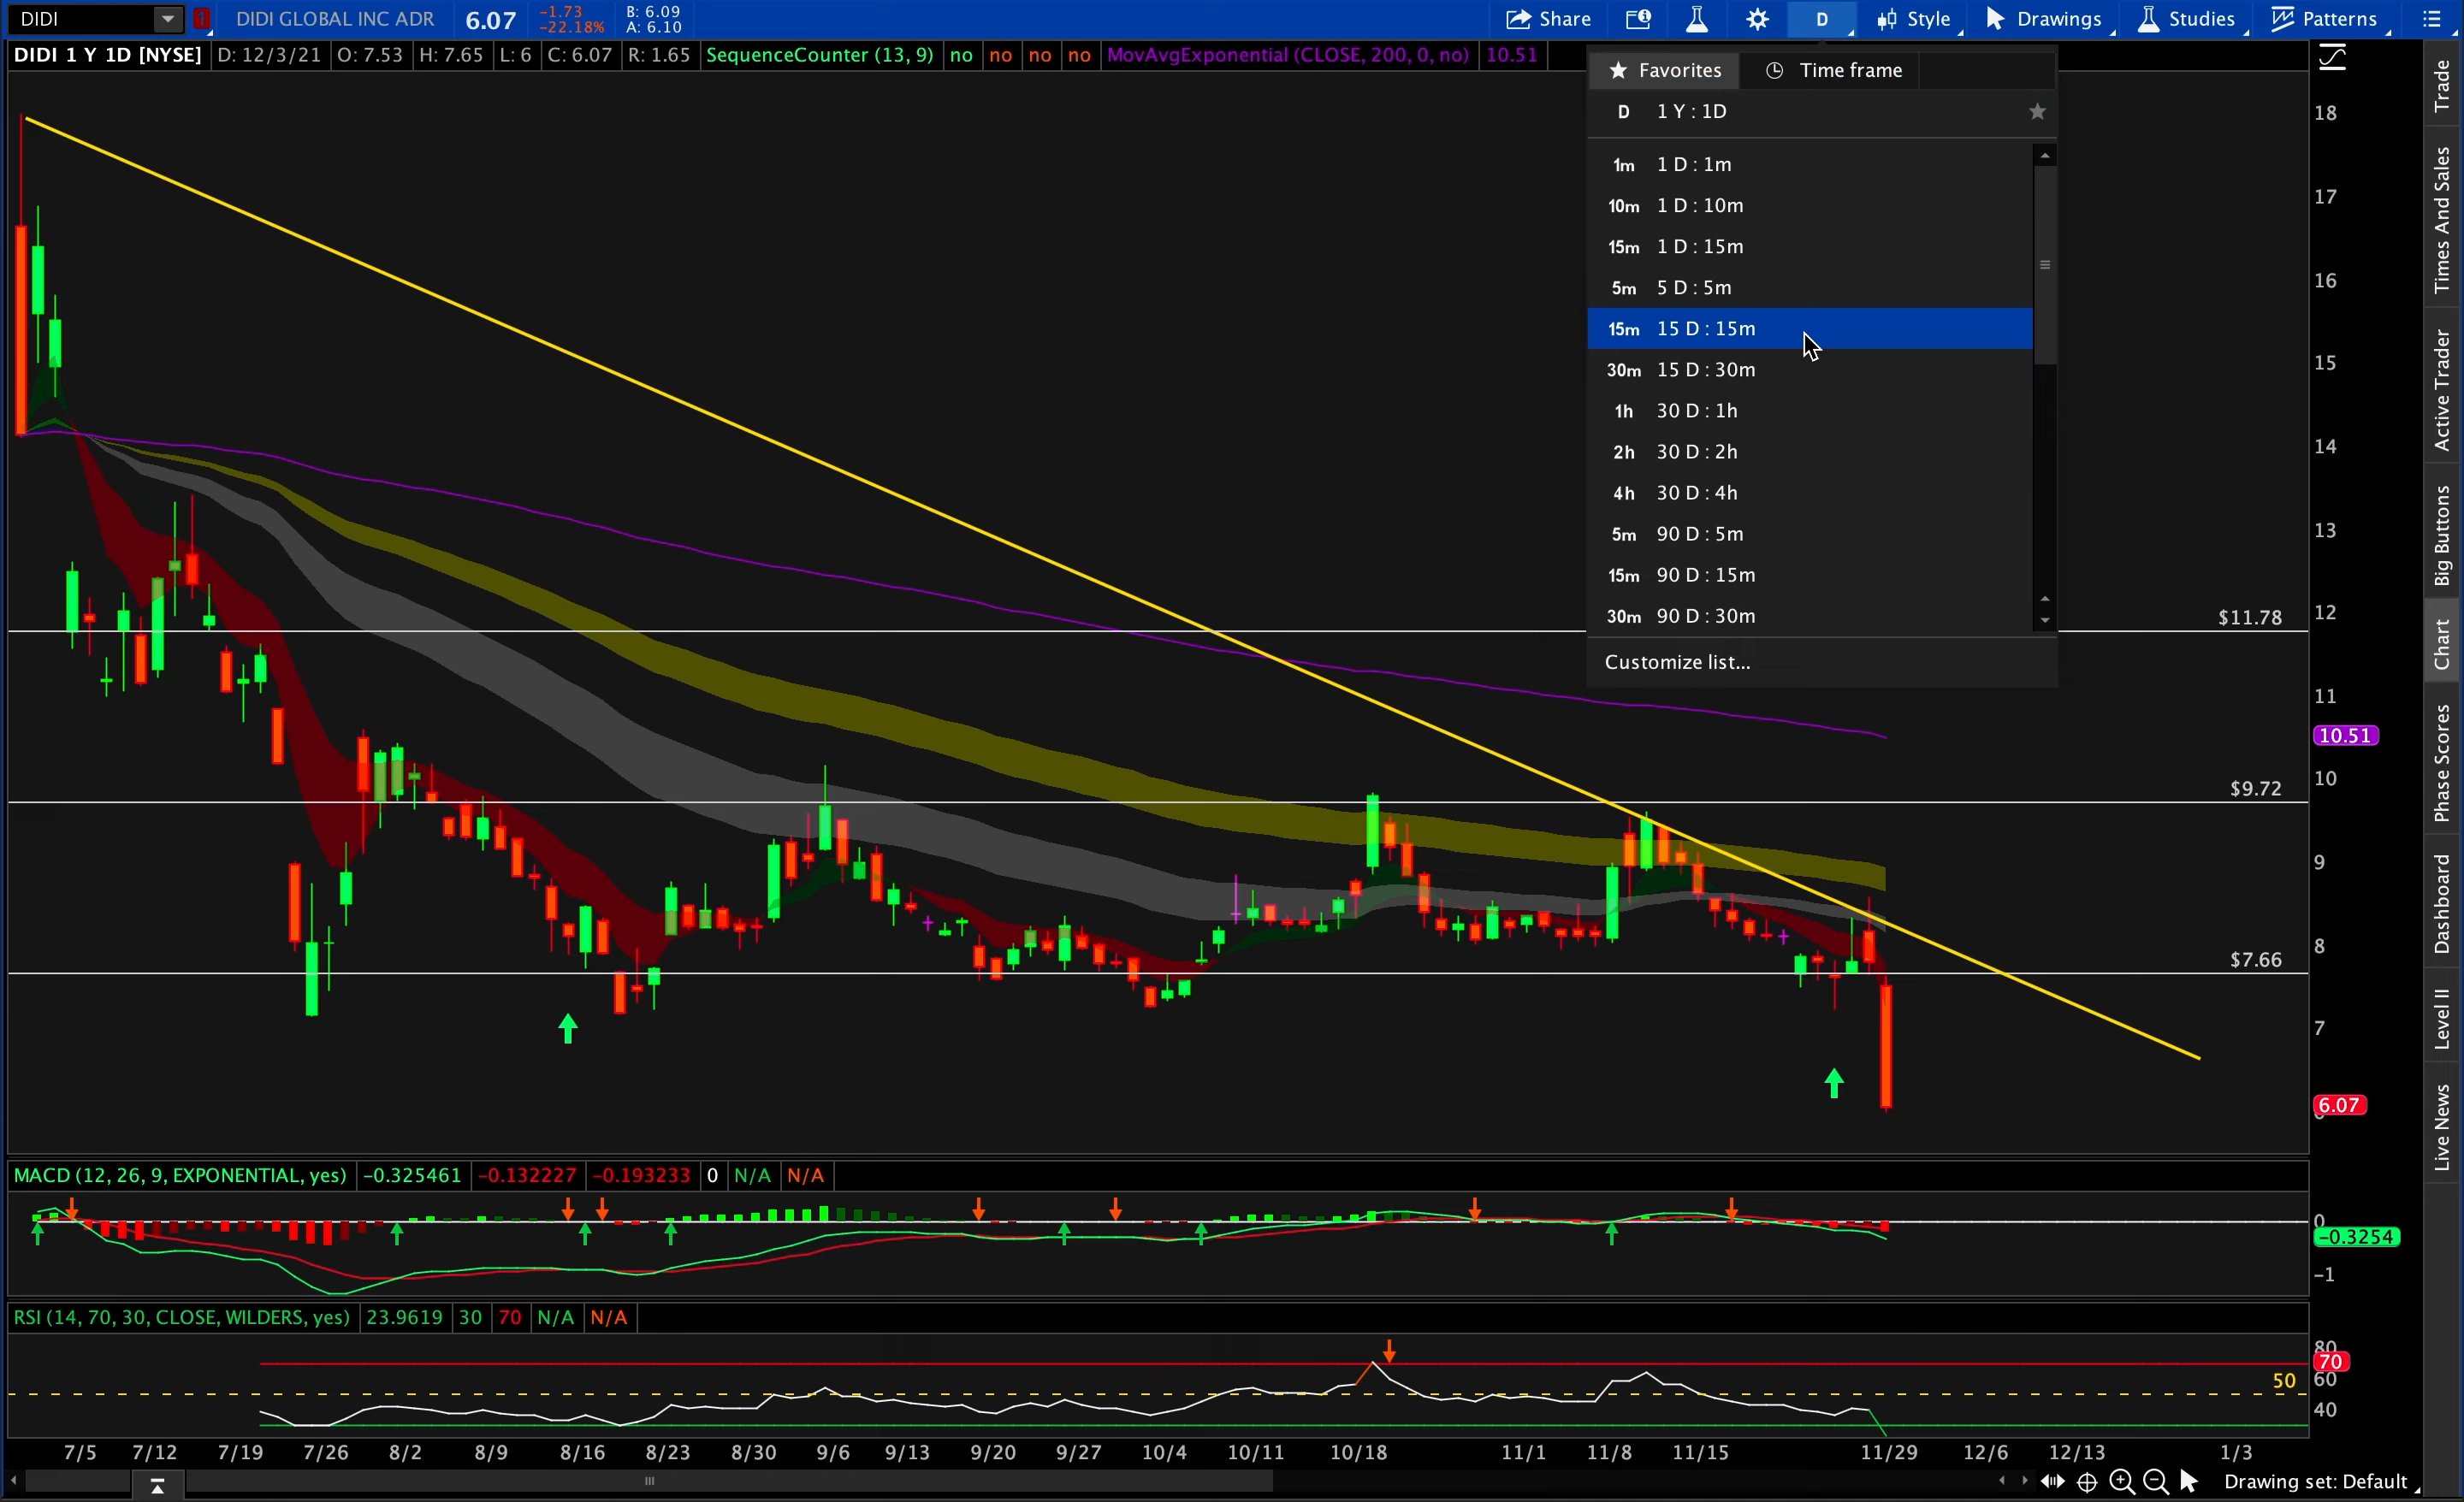 DIDI 1 DIDI GLOBAL INC ADR 6.07 -1.73 -22.18% B: 6.09 A: 6.10 Share D Style Drawings Studies Patterns
DIDI 1 Y 1D [NYSE] D: 12/3/21 O: 7.53 H: 7.65 L: 6 C: 6.07 R: 1.65 SequenceCounter (13, 9) no no no no MovAvgExponential (CLOSE, 200, 0, no) 10.51
Favorites Time frame
D 1 Y : 1D
1m 1 D : 1m
10m 1 D : 10m
15m 1 D : 15m
5m 5 D : 5m
15m 15 D : 15m
30m 15 D : 30m
1h 30 D : 1h
2h 30 D : 2h
4h 30 D : 4h
5m 90 D : 5m
15m 90 D : 15m
30m 90 D : 30m
Customize list...
$11.78
$9.72
$7.66
18
17
16
15
14
13
12
11
10.51
10
9
8
7
6.07
MACD (12, 26, 9, EXPONENTIAL, yes) -0.325461 -0.132227 -0.193233 0 N/A N/A
0
-0.3254
-1
RSI (14, 70, 30, CLOSE, WILDERS, yes) 23.9619 30 70 N/A N/A
80
70
50
60
40
7/5 7/12 7/19 7/26 8/2 8/9 8/16 8/23 8/30 9/6 9/13 9/20 9/27 10/4 10/11 10/18 11/1 11/8 11/15 11/29 12/6 12/13 1/3
Drawing set: Default
Trade
Times And Sales
Active Trader
Big Buttons
Chart
Phase Scores
Dashboard
Level II
Live News